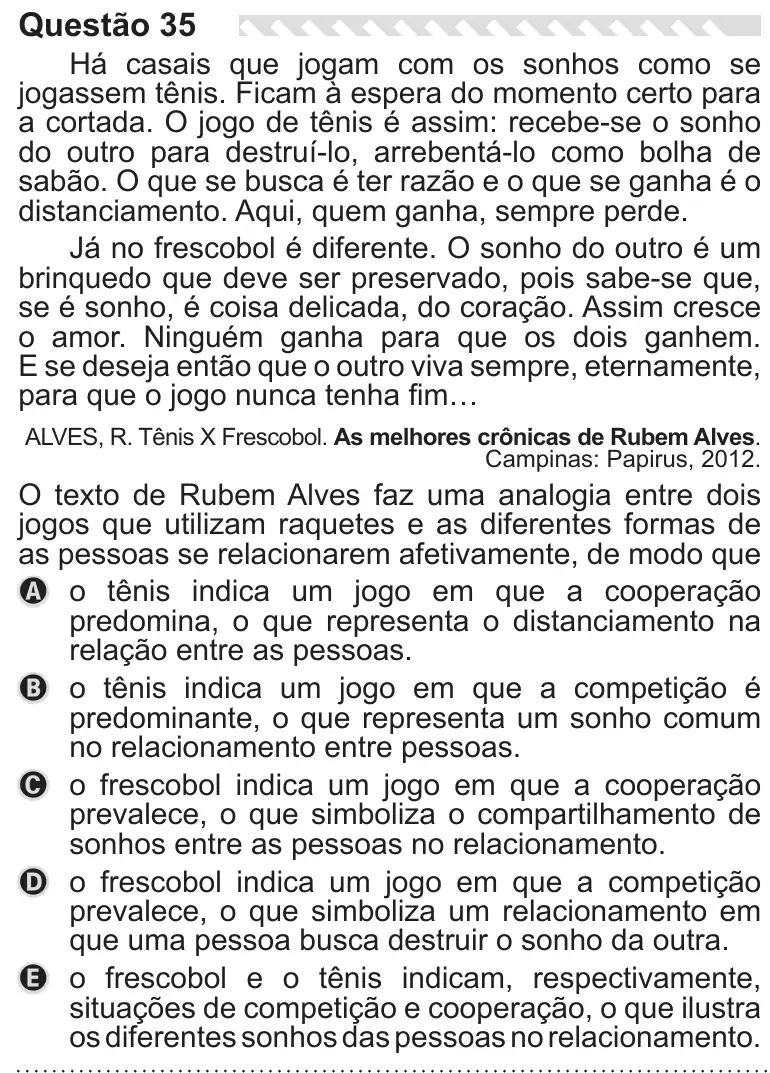 Questão 35
Há casais que jogam com os sonhos como se
jogassem tênis. Ficam à espera do momento certo para
a cortada. O jogo de tênis é assim: recebe-se o sonho
do outro para destruí-lo, arrebentá-lo como bolha de
sabão. O que se busca é ter razão e o que se ganha é o
distanciamento. Aqui, quem ganha, sempre perde.
Já no frescobol é diferente. O sonho do outro é um
brinquedo que deve ser preservado, pois sabe-se que,
se é sonho, é coisa delicada, do coração. Assim cresce
o amor. Ninguém ganha para que os dois ganhem.
E se deseja então que o outro viva sempre, eternamente,
para que o jogo nunca tenha fim…
ALVES, R. Tênis X Frescobol. As melhores crônicas de Rubem Alves.
Campinas: Papirus, 2012.
O texto de Rubem Alves faz uma analogia entre dois
jogos que utilizam raquetes e as diferentes formas de
as pessoas se relacionarem afetivamente, de modo que
A o tênis indica um jogo em que a cooperação
predomina, o que representa o distanciamento na
relação entre as pessoas.
B o tênis indica um jogo em que a competição é
predominante, o que representa um sonho comum
no relacionamento entre pessoas.
C o frescobol indica um jogo em que a cooperação
prevalece, o que simboliza o compartilhamento de
sonhos entre as pessoas no relacionamento.
D o frescobol indica um jogo em que a competição
prevalece, o que simboliza um relacionamento em
que uma pessoa busca destruir o sonho da outra.
E o frescobol e o tênis indicam, respectivamente,
situações de competição e cooperação, o que ilustra
os diferentes sonhos das pessoas no relacionamento.